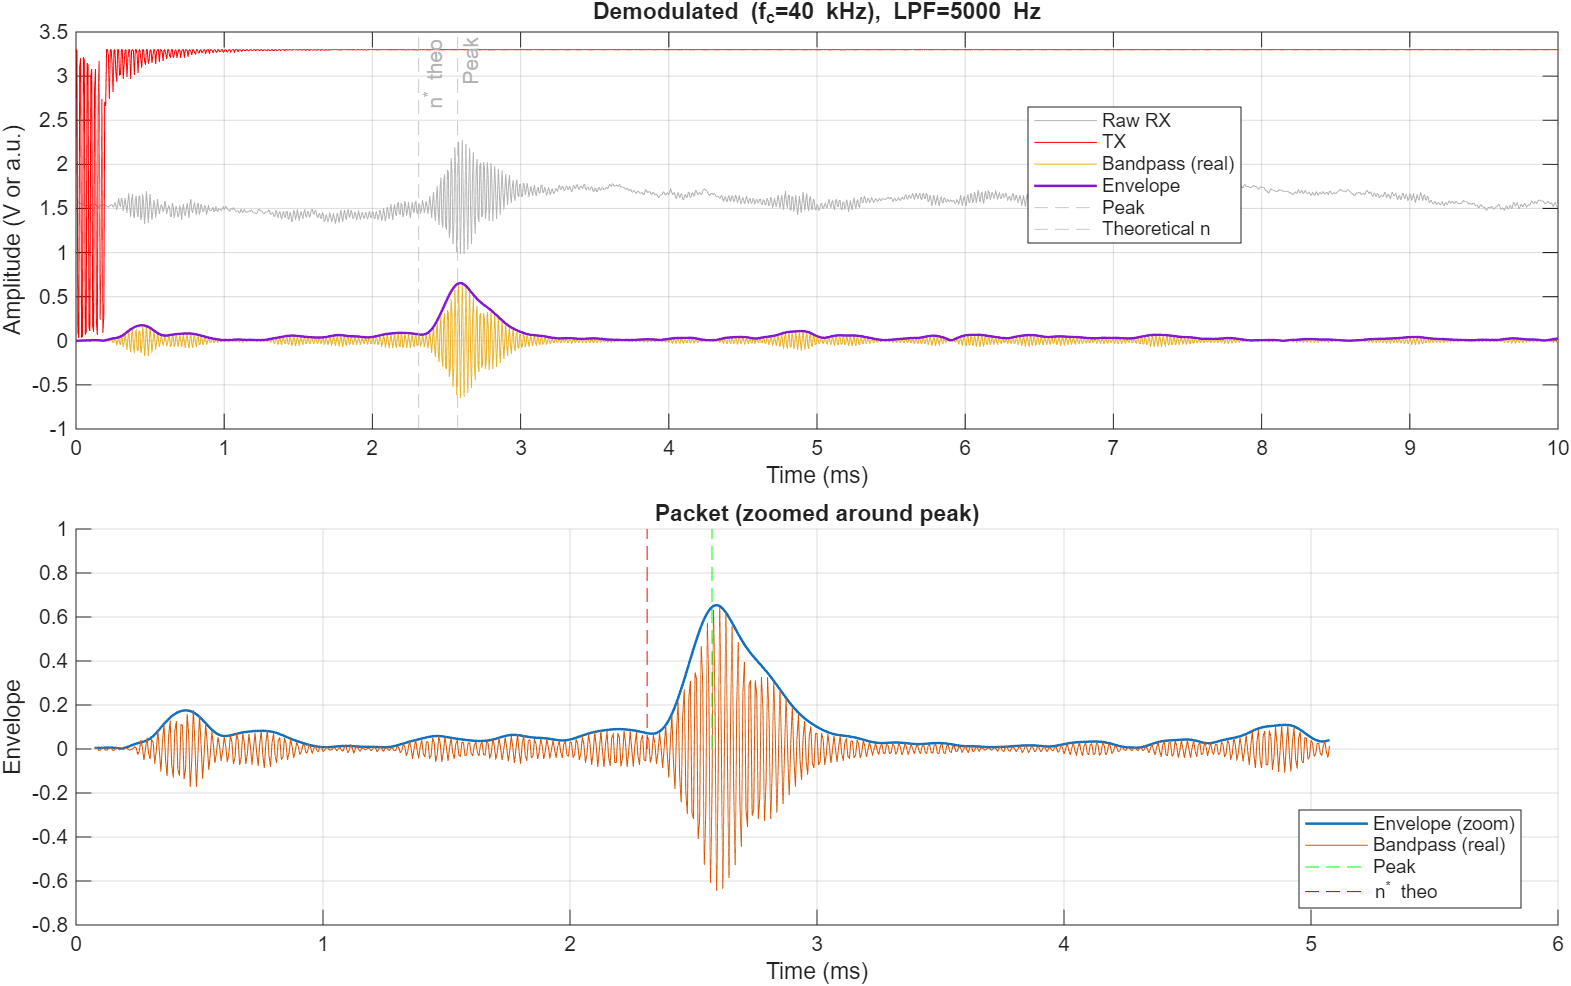 Demodulated (fc=40 kHz), LPF=5000 Hz
3.5
3
2.5
2
1.5
1
0.5
0
-0.5
-1
Amplitude (V or a.u.)
n* theo
Peak
Raw RX
TX
Bandpass (real)
Envelope
Peak
Theoretical n
0 1 2 3 4 5 6 7 8 9 10
Time (ms)
Packet (zoomed around peak)
1
0.8
0.6
0.4
0.2
0
-0.2
-0.4
-0.6
-0.8
Envelope
Envelope (zoom)
Bandpass (real)
Peak
n* theo
0 1 2 3 4 5 6
Time (ms)